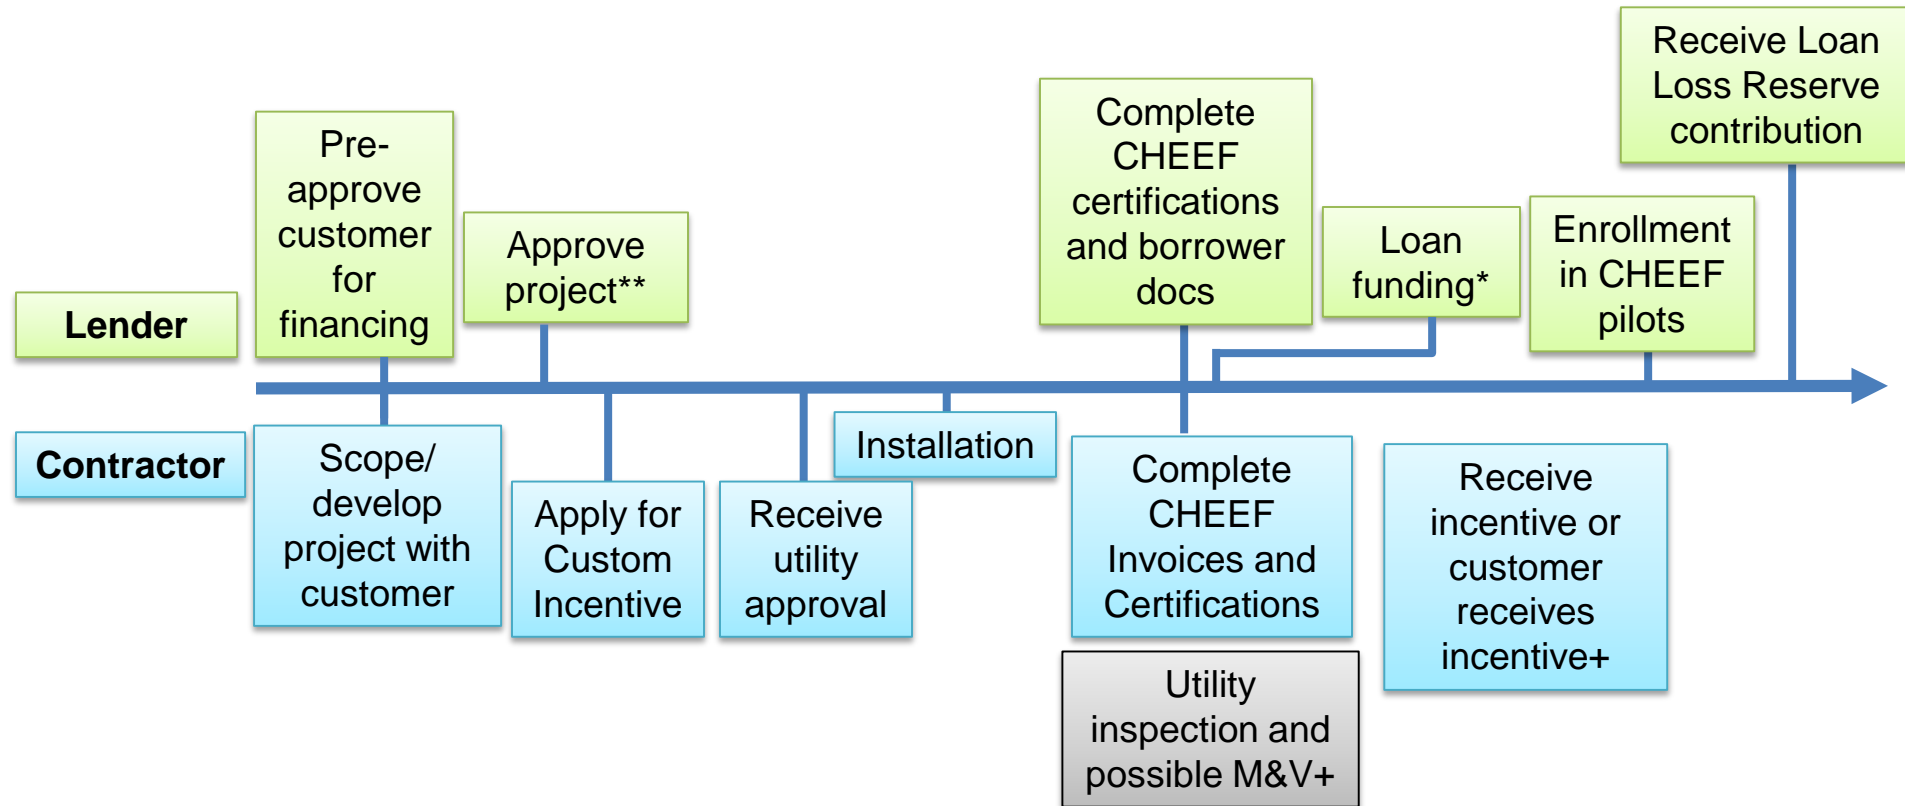 Lender
Pre-
approve
customer
for
financing
Approve
project**
Complete
CHEEF
certifications
and borrower
docs
Loan
funding*
Enrollment
in CHEEF
pilots
Receive Loan
Loss Reserve
contribution
Contractor
Scope/
develop
project with
customer
Apply for
Custom
Incentive
Receive
utility
approval
Installation
Complete
CHEEF
Invoices and
Certifications
Utility
inspection and
possible M&V+
Receive
incentive or
customer
receives
incentive+